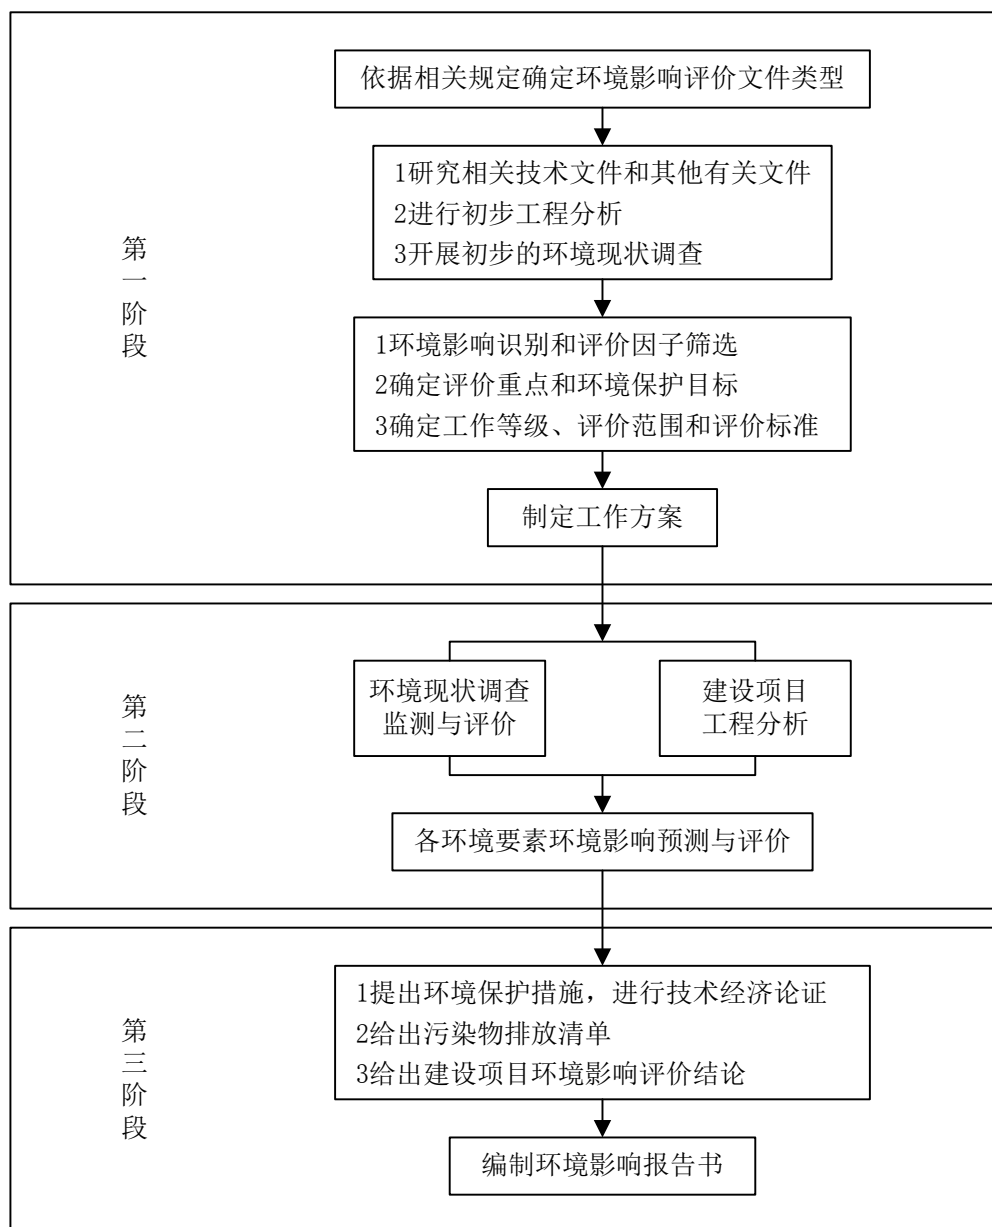 依据相关规定确定环境影响评价文件类型
1研究相关技术文件和其他有关文件
2进行初步工程分析
3开展初步的环境现状调查
第一阶段
1环境影响识别和评价因子筛选
2确定评价重点和环境保护目标
3确定工作等级、评价范围和评价标准
制定工作方案
第二阶段
环境现状调查
监测与评价
建设项目
工程分析
各环境要素环境影响预测与评价
第三阶段
1提出环境保护措施，进行技术经济论证
2给出污染物排放清单
3给出建设项目环境影响评价结论
编制环境影响报告书